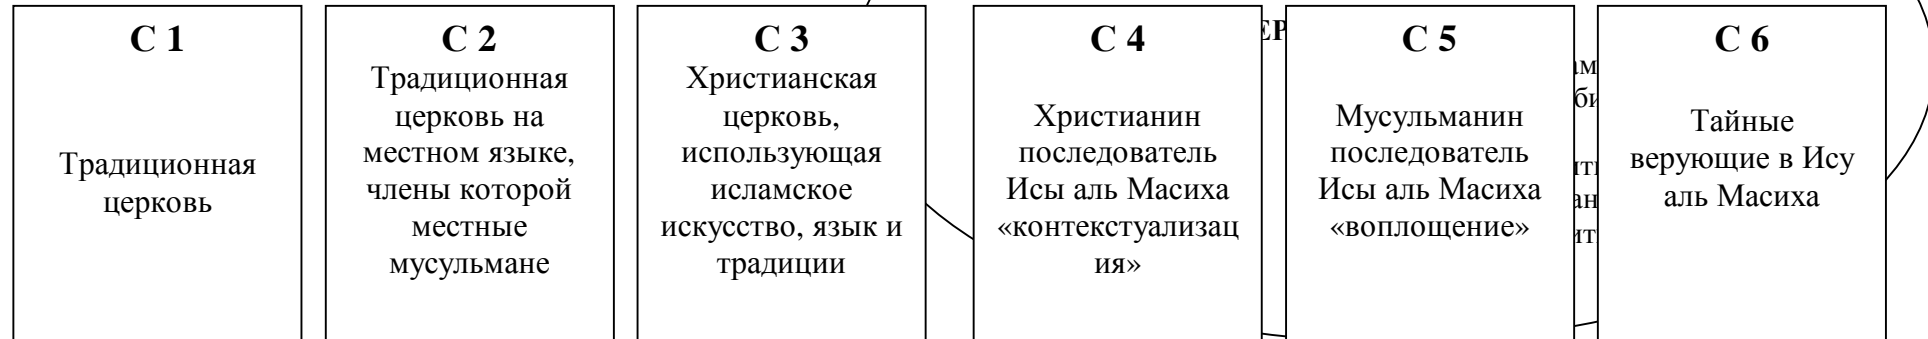 С 1
Традиционная
церковь
С 2
Традиционная
церковь на
местном языке,
члены которой
местные
мусульмане
С 3
Христианская
церковь,
использующая
исламское
искусство, язык и
традиции
С 4
Христианин
последователь
Исы аль Масиха
«контекстуализац
ия»
С 5
Мусульманин
последователь
Исы аль Масиха
«воплощение»
С 6
Тайные
верующие в Ису
аль Масиха